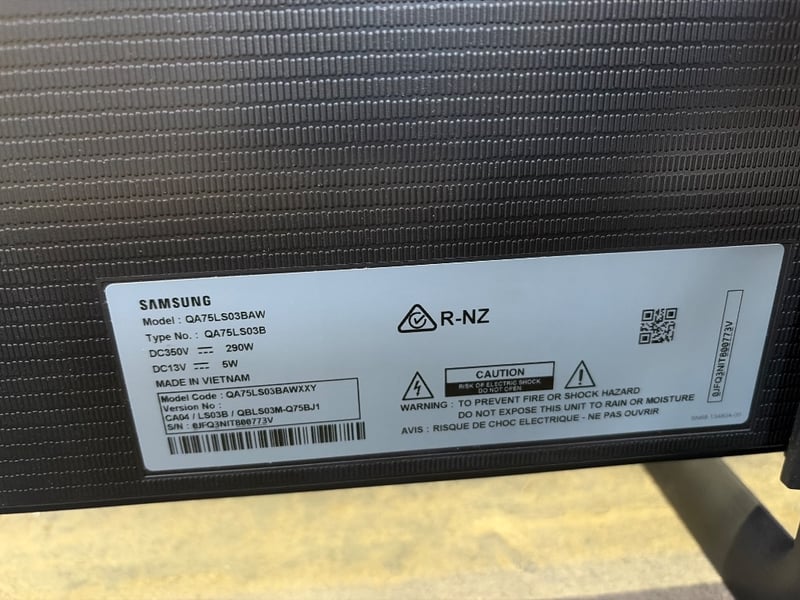 SAMSUNG
Model : QA75LS03BAW
Type No. : QA75LS03B
DC350V 290W
DC13V 5W
MADE IN VIETNAM
Model Code : QA75LS03BAWXXY
Version No :
CA04 / LS03B / QBLS03M-Q75BJ1
S/N : 0JFQ3NIT800773V
R-NZ
CAUTION
RISK OF ELECTRIC SHOCK
DO NOT OPEN
WARNING : TO PREVENT FIRE OR SHOCK HAZARD
DO NOT EXPOSE THIS UNIT TO RAIN OR MOISTURE
AVIS : RISQUE DE CHOC ELECTRIQUE - NE PAS OUVRIR
0JFQ3NIT800773V